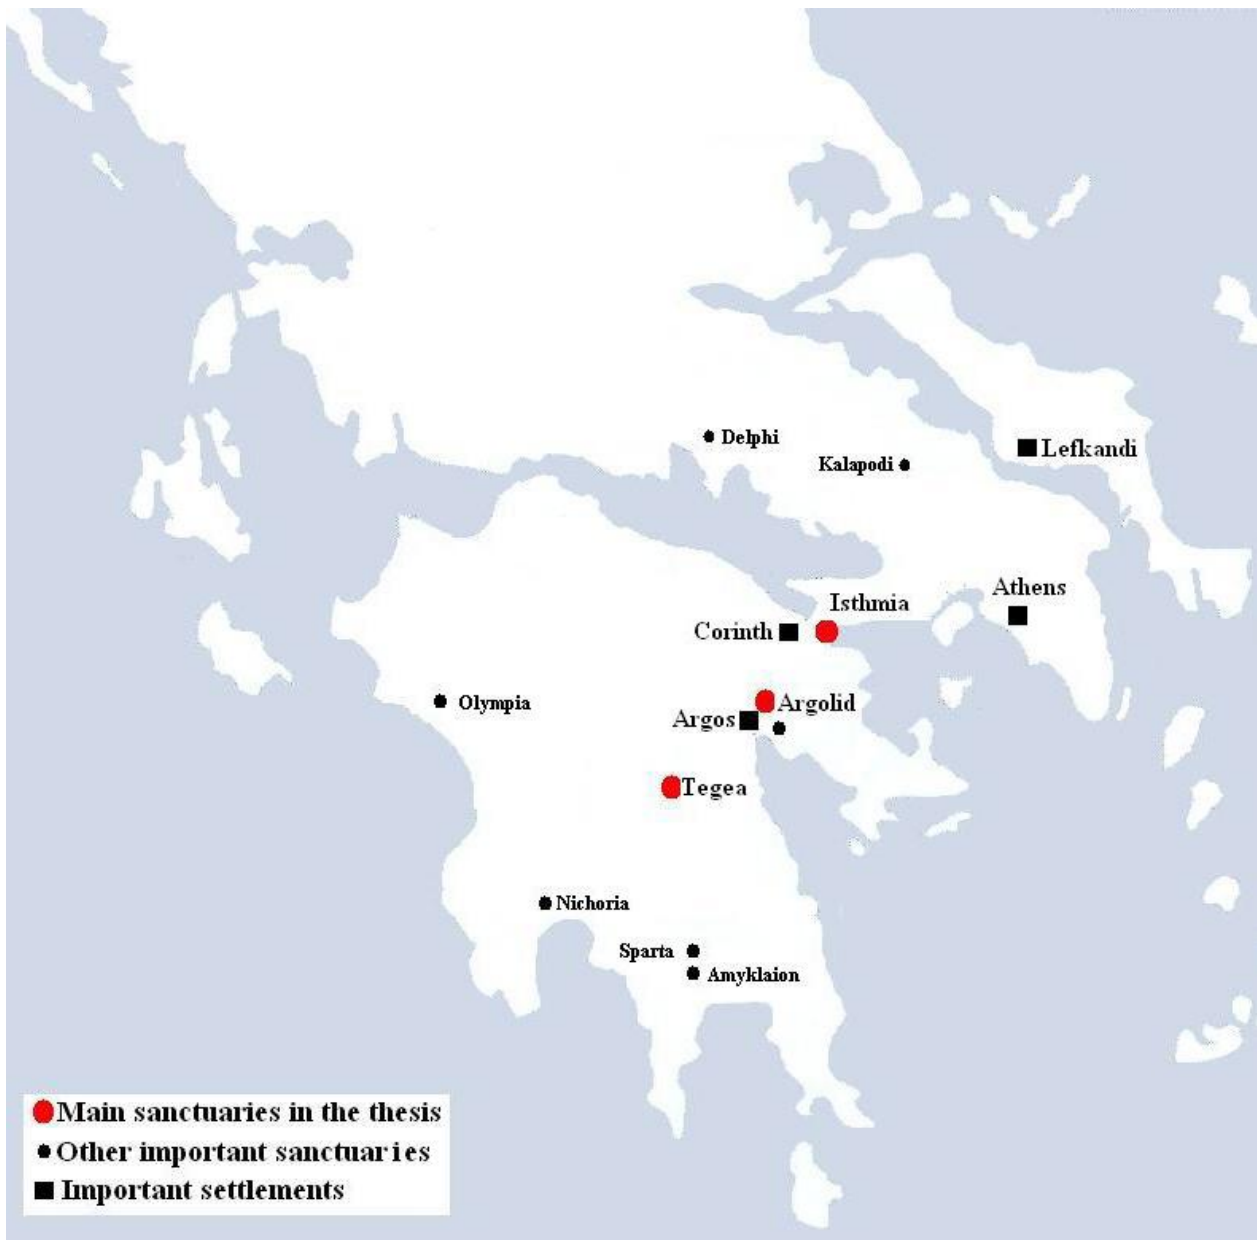 Delphi
Kalapodi
Lefkandi
Athens
Isthmia
Corinth
Olympia
Argolid
Argos
Tegea
Nichoria
Sparta
Amyklaion
Main sanctuaries in the thesis
Other important sanctuaries
Important settlements